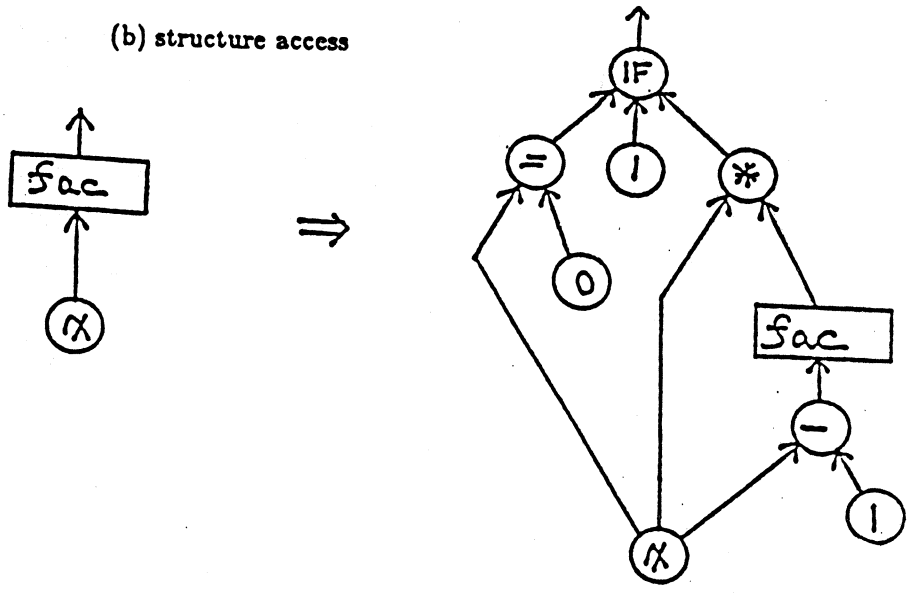 (b) structure access
IF
= 1 *
fac
0
x
fac
−
1
x